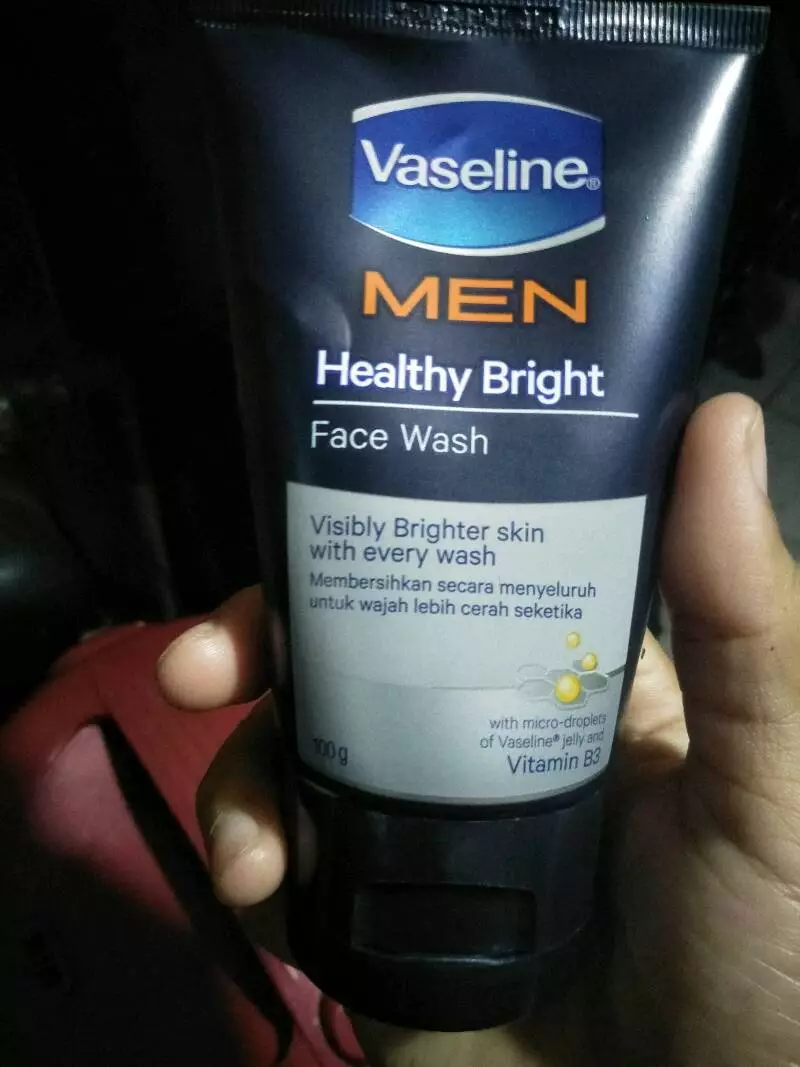 Vaseline®
MEN
Healthy Bright
Face Wash
Visibly Brighter skin
with every wash
Membersihkan secara menyeluruh
untuk wajah lebih cerah seketika
with micro-droplets
of Vaseline® jelly and
Vitamin B3
100g